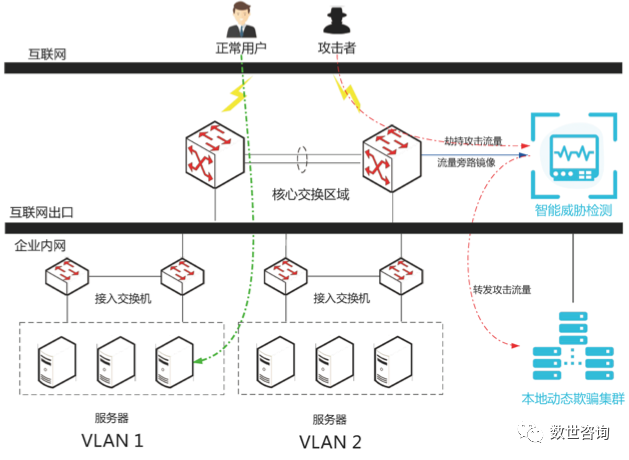 正常用户
攻击者
互联网
劫持攻击流量
流量旁路镜像
核心交换区域
智能威胁检测
互联网出口
企业内网
接入交换机
接入交换机
转发攻击流量
本地动态欺骗集群
服务器
服务器
VLAN 1
VLAN 2
数世咨询